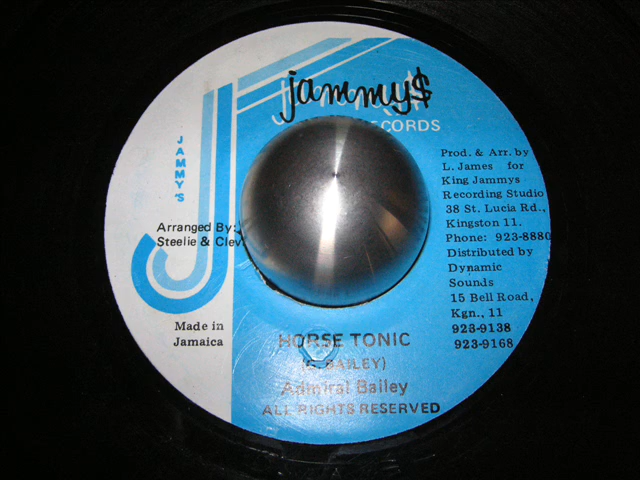 jammy$
RECORDS
JAMMY'S
Prod. & Arr. by
L. James for
King Jammys
Recording Studio
38 St. Lucia Rd.,
Kingston 11.
Phone: 923-8880
Distributed by
Dynamic
Sounds
15 Bell Road,
Kgn., 11
923-9138
923-9168
Arranged By:
Steelie & Clev
Made in
Jamaica
HORSE TONIC
BAILEY)
Admiral Bailey
ALL RIGHTS RESERVED